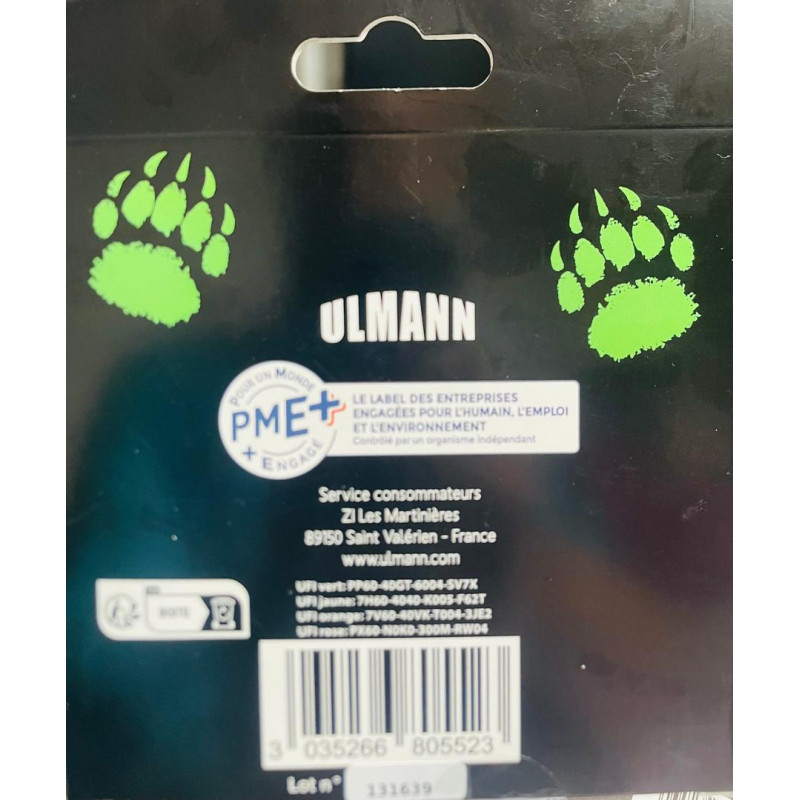 ULMANN
POUR UN MONDE
PME+
+ ENGAGÉ
LE LABEL DES ENTREPRISES
ENGAGÉES POUR L'HUMAIN, L'EMPLOI
ET L'ENVIRONNEMENT
Contrôlé par un organisme indépendant
Service consommateurs
ZI Les Martinières
89150 Saint Valérien - France
www.ulmann.com
UFI vert: PP60-40GT-6004-5V7X
UFI jaune: 7H60-4040-K005-F62T
UFI orange: 7V60-40VK-T004-3JE2
UFI rose: PX60-N0K0-300M-RW04
BOITE
3 035266 805523
Lot n° 131639